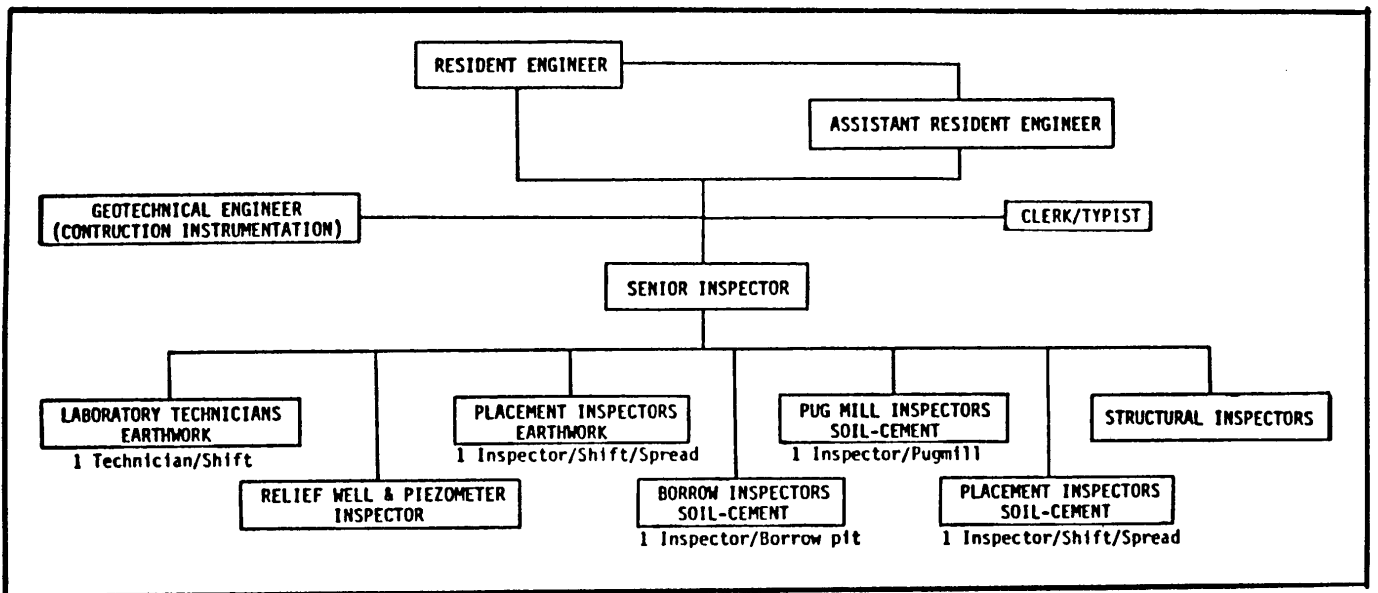 RESIDENT ENGINEER
ASSISTANT RESIDENT ENGINEER
GEOTECHNICAL ENGINEER
(CONTRUCTION INSTRUMENTATION)
CLERK/TYPIST
SENIOR INSPECTOR
LABORATORY TECHNICIANS
EARTHWORK
1 Technician/Shift
RELIEF WELL & PIEZOMETER
INSPECTOR
PLACEMENT INSPECTORS
EARTHWORK
1 Inspector/Shift/Spread
BORROW INSPECTORS
SOIL-CEMENT
1 Inspector/Borrow pit
PUG MILL INSPECTORS
SOIL-CEMENT
1 Inspector/Pugmill
PLACEMENT INSPECTORS
SOIL-CEMENT
1 Inspector/Shift/Spread
STRUCTURAL INSPECTORS